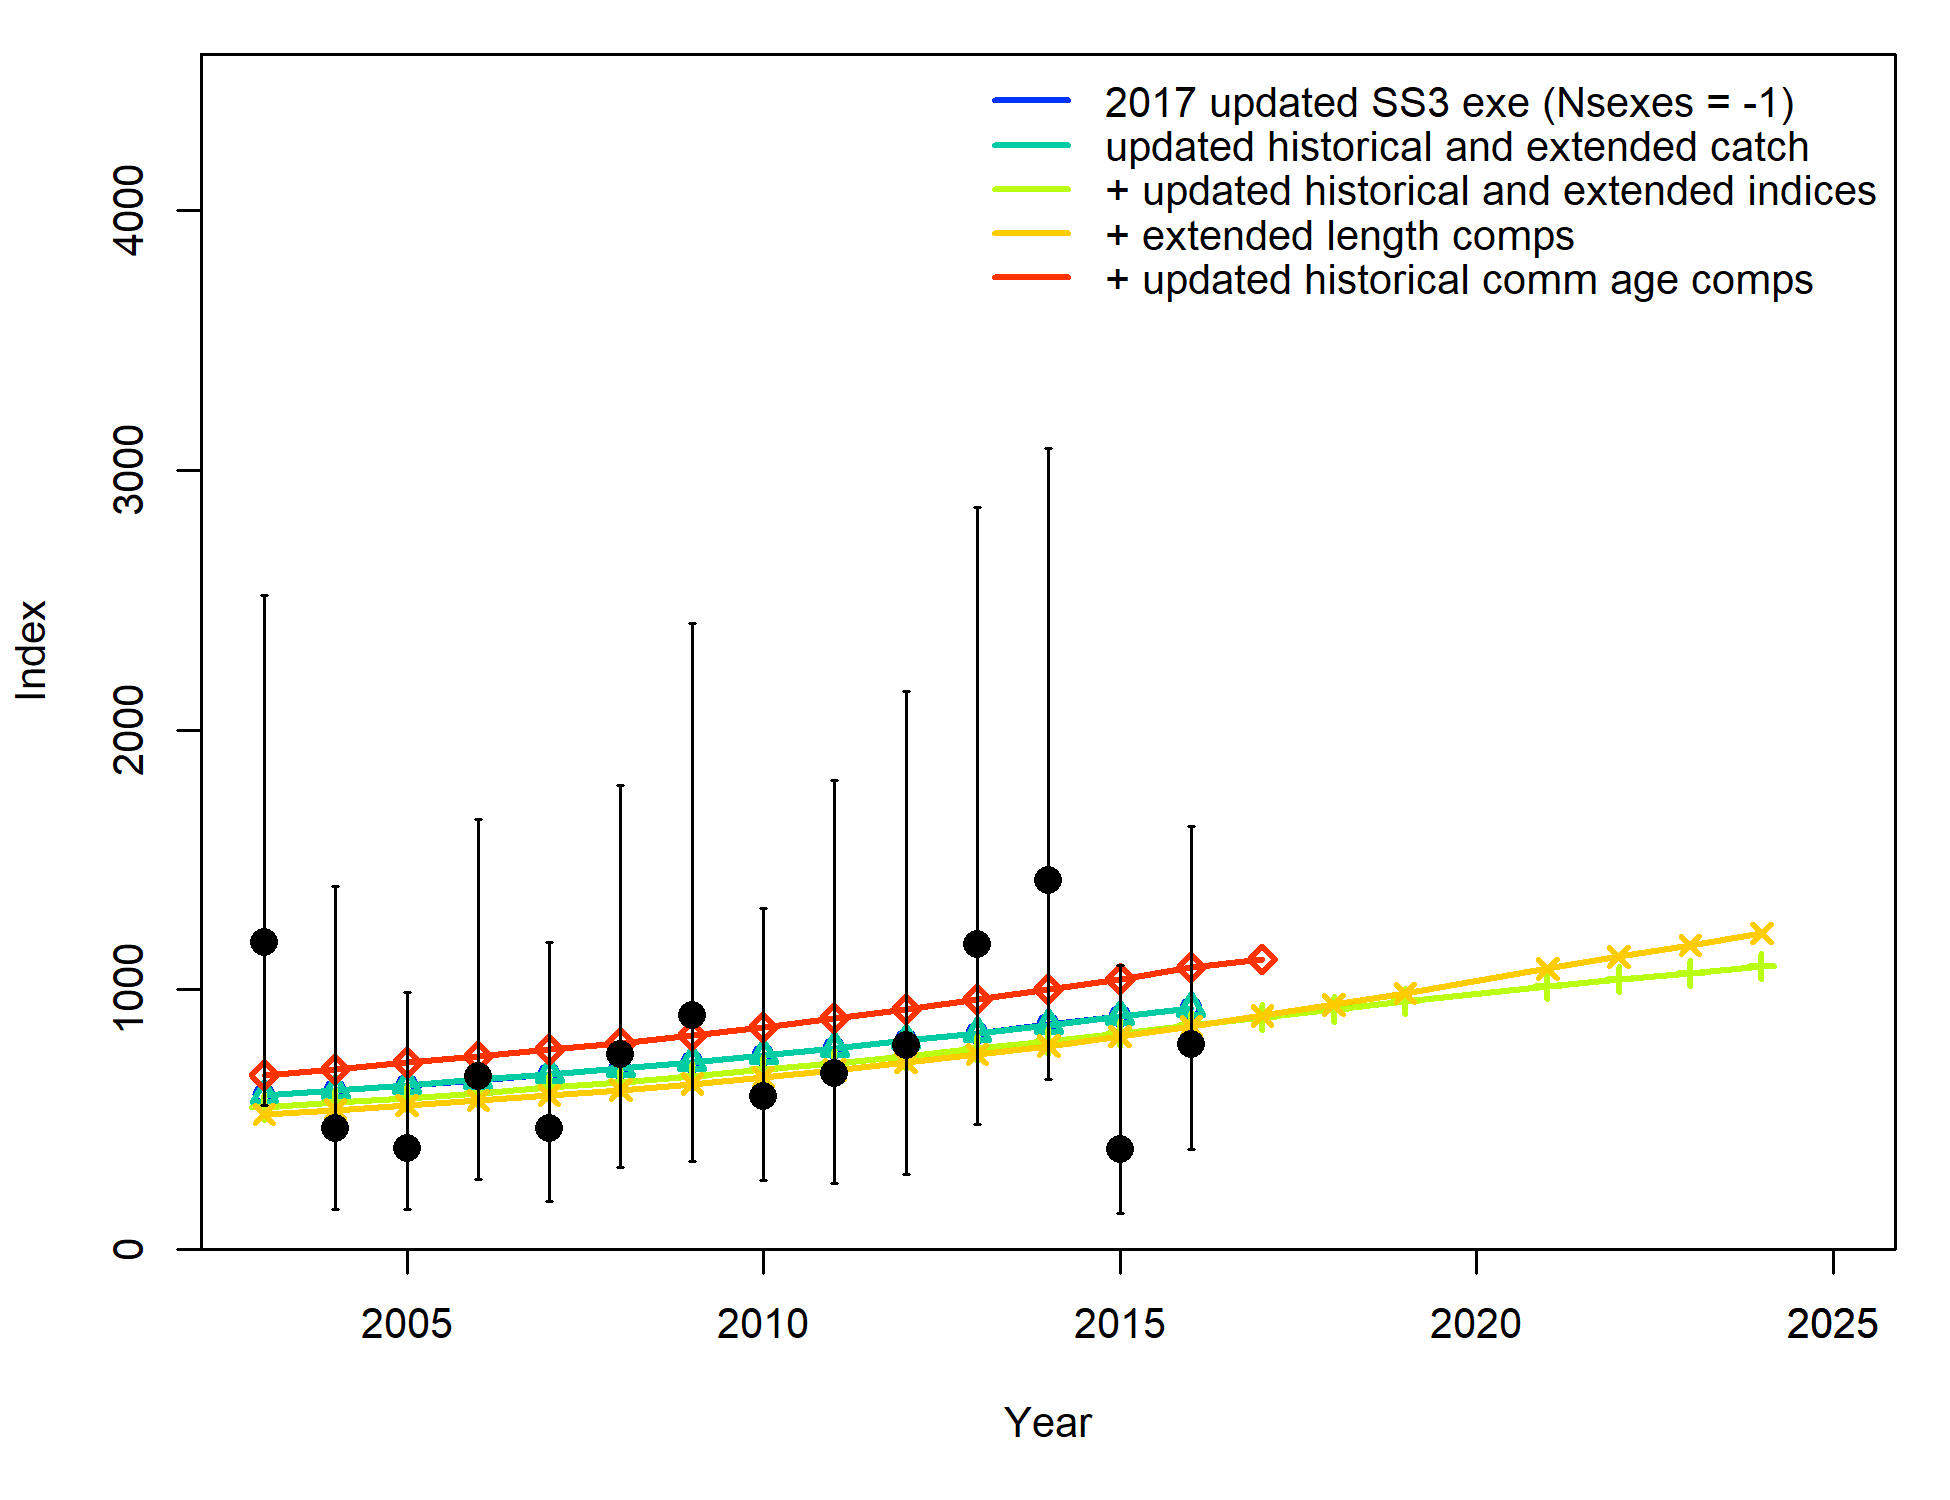 2017 updated SS3 exe (Nsexes = -1)
updated historical and extended catch
+ updated historical and extended indices
+ extended length comps
+ updated historical comm age comps
4000
3000
2000
1000
0
Index
2005
2010
2015
2020
2025
Year